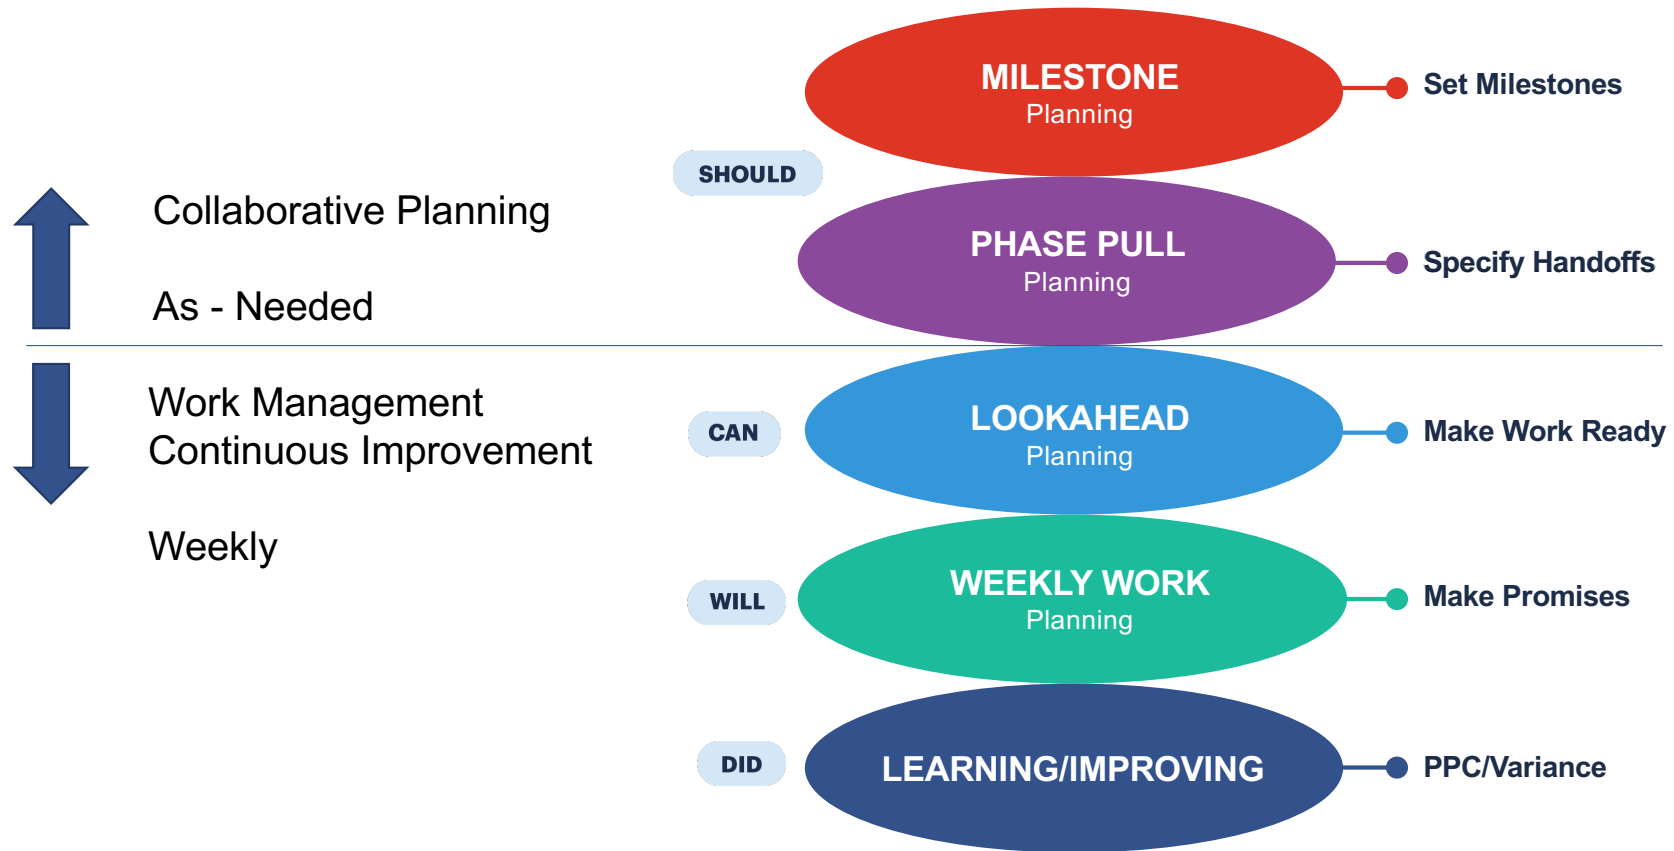 MILESTONE
Planning
Set Milestones
SHOULD
Collaborative Planning
As - Needed
PHASE PULL
Planning
Specify Handoffs
Work Management
Continuous Improvement
Weekly
CAN
LOOKAHEAD
Planning
Make Work Ready
WILL
WEEKLY WORK
Planning
Make Promises
DID
LEARNING/IMPROVING
PPC/Variance